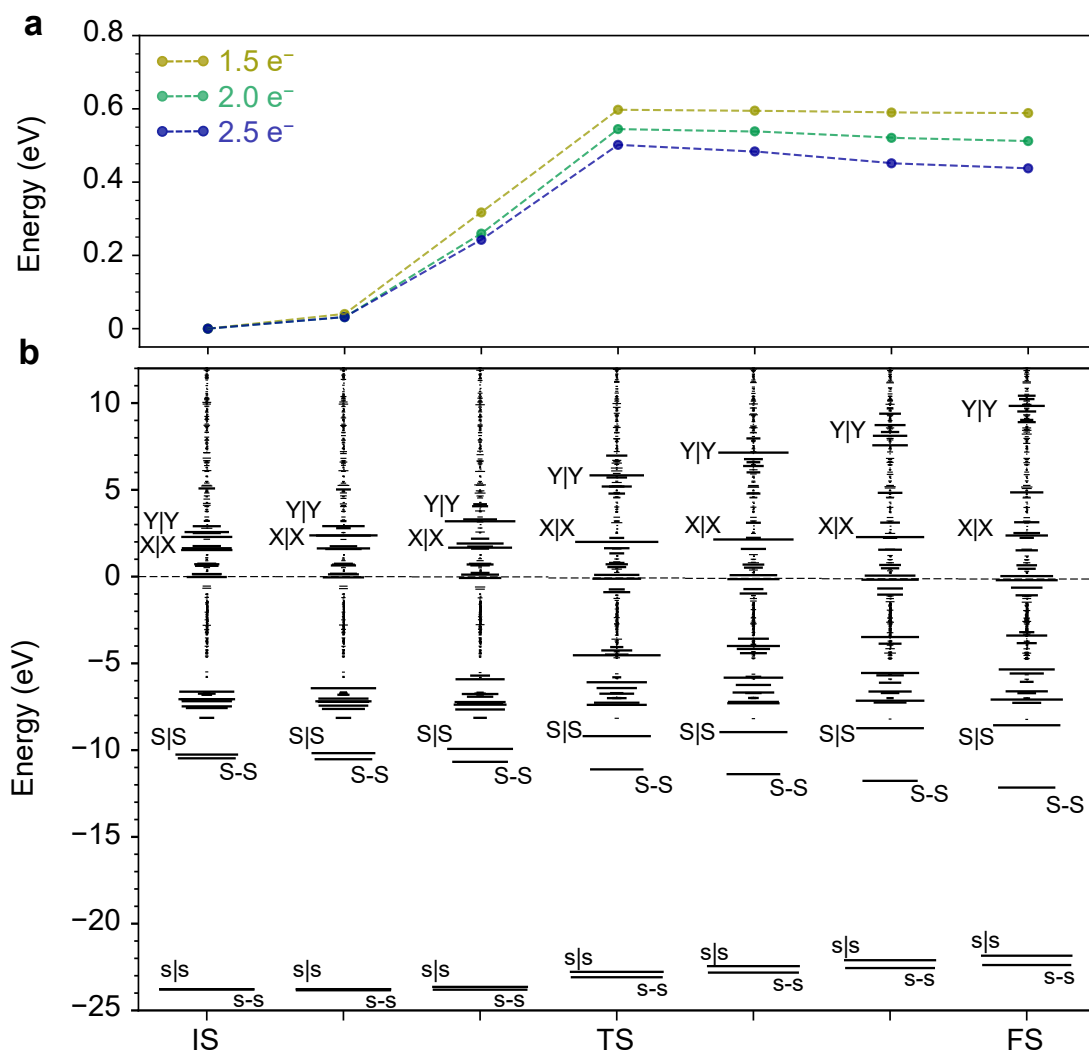 a
0.8
0.6
0.4
0.2
0
Energy (eV)
1.5 e⁻
2.0 e⁻
2.5 e⁻
b
10
5
0
−5
−10
−15
−20
−25
Energy (eV)
Y|Y Y|Y Y|Y Y|Y Y|Y Y|Y Y|Y
X|X X|X X|X X|X X|X X|X X|X
S|S S|S S|S S|S S|S S|S S|S
S-S S-S S-S S-S S-S S-S S-S
s|s s|s s|s s|s s|s s|s s|s
s-s s-s s-s s-s s-s s-s s-s
IS TS FS